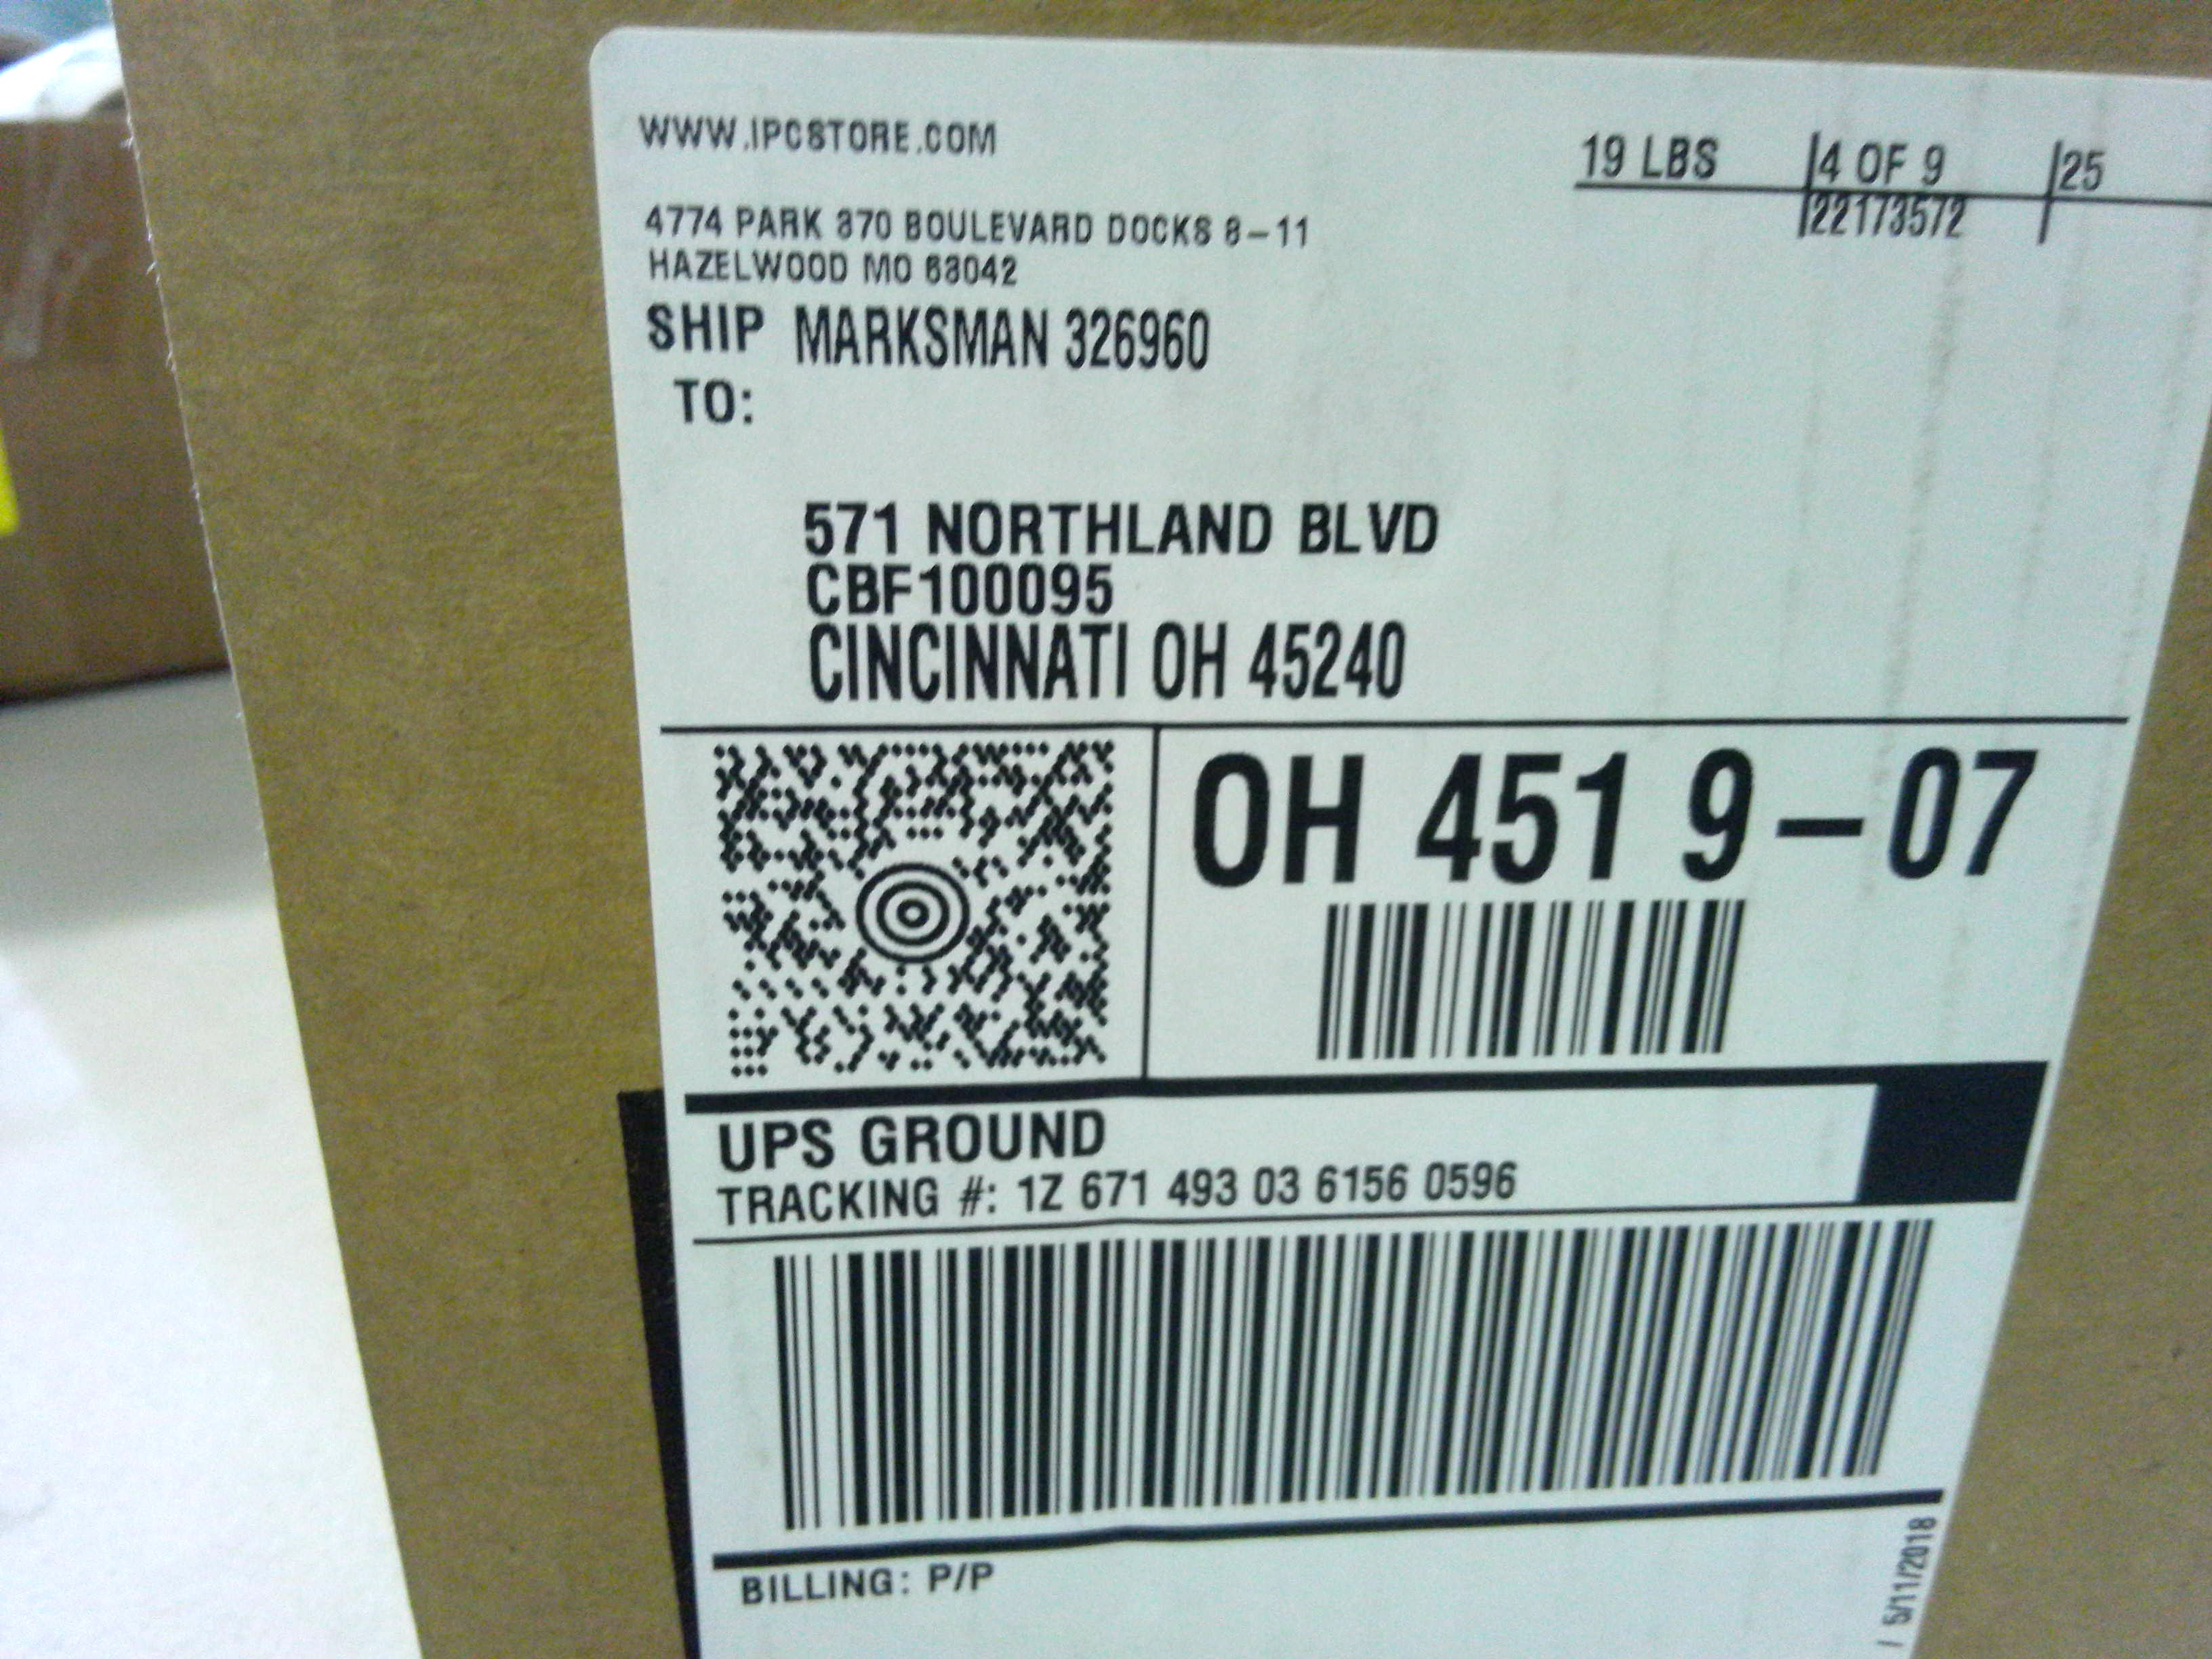 WWW.IPCSTORE.COM
19 LBS 4 OF 9 25
22173572
4774 PARK 370 BOULEVARD DOCKS 8-11
HAZELWOOD MO 63042
SHIP TO: MARKSMAN 326960
571 NORTHLAND BLVD
CBF100095
CINCINNATI OH 45240
OH 451 9-07
UPS GROUND
TRACKING #: 1Z 671 493 03 6156 0596
BILLING: P/P
/ 5/11/2018